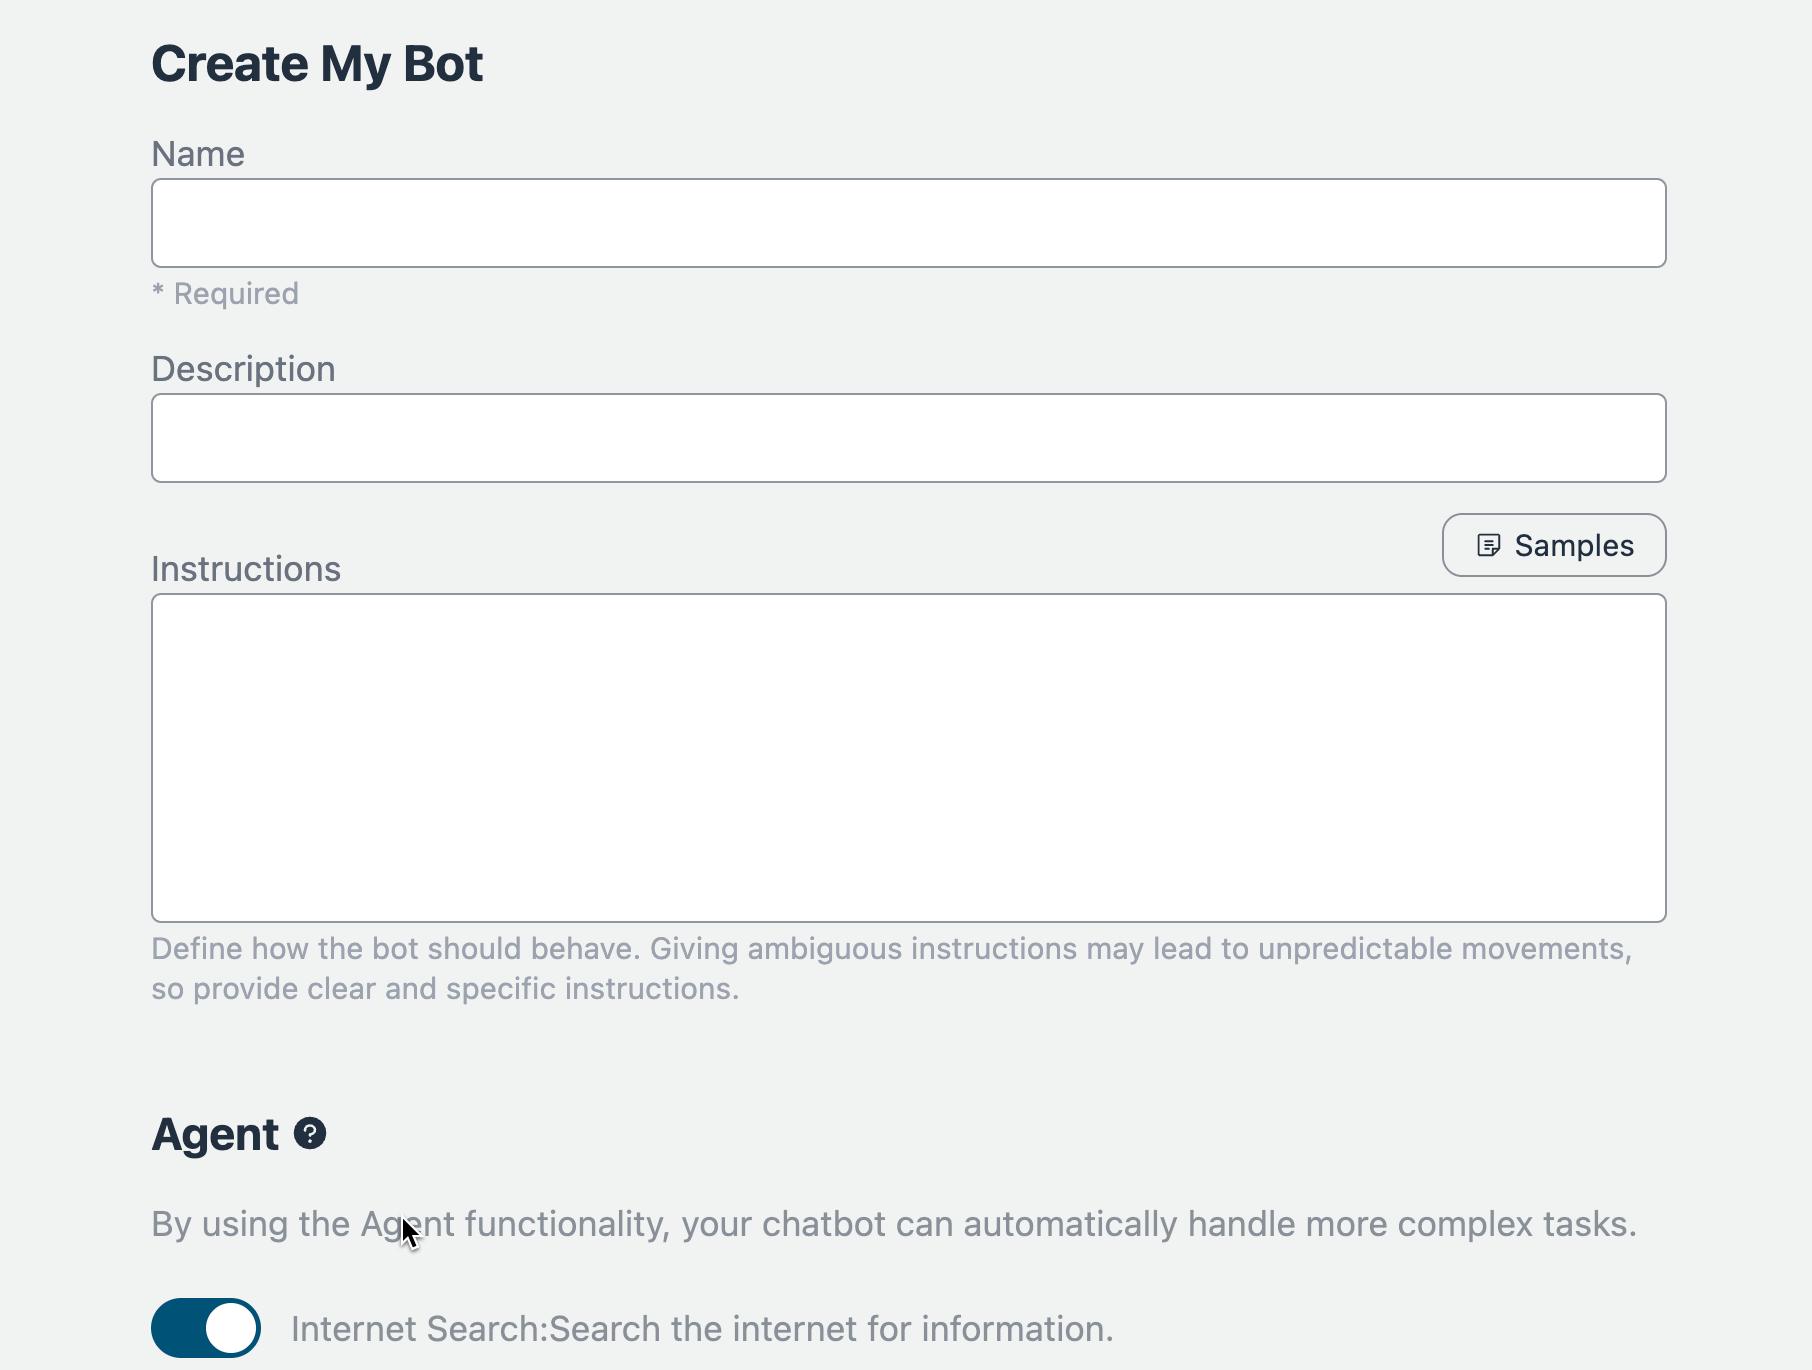 Create My Bot
Name
* Required
Description
Samples
Instructions
Define how the bot should behave. Giving ambiguous instructions may lead to unpredictable movements,
so provide clear and specific instructions.
Agent ?
By using the Agent functionality, your chatbot can automatically handle more complex tasks.
Internet Search:Search the internet for information.